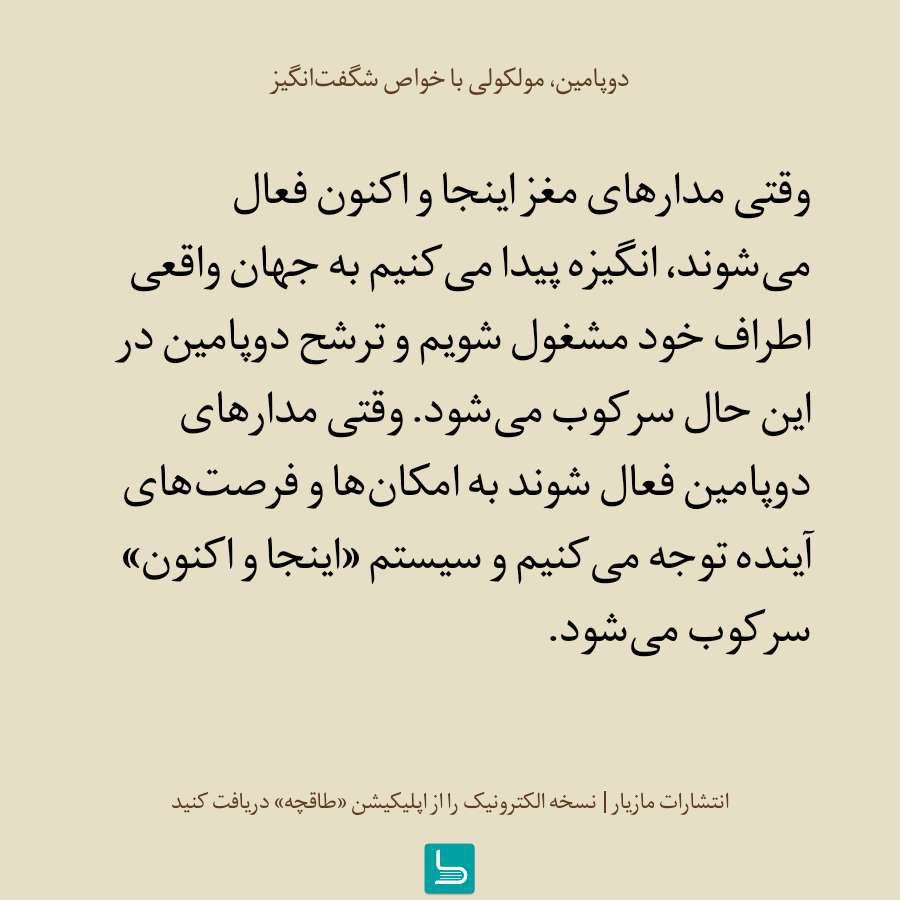 دوپامین، مولکولی با خواص شگفت‌انگیز
وقتی مدارهای مغز اینجا و اکنون فعال
می‌شوند، انگیزه پیدا می‌کنیم به جهان واقعی
اطراف خود مشغول شویم و ترشح دوپامین در
این حال سرکوب می‌شود. وقتی مدارهای
دوپامین فعال شوند به امکان‌ها و فرصت‌های
آینده توجه می‌کنیم و سیستم «اینجا و اکنون»
سرکوب می‌شود.
انتشارات مازیار | نسخه الکترونیک را از اپلیکیشن «طاقچه» دریافت کنید